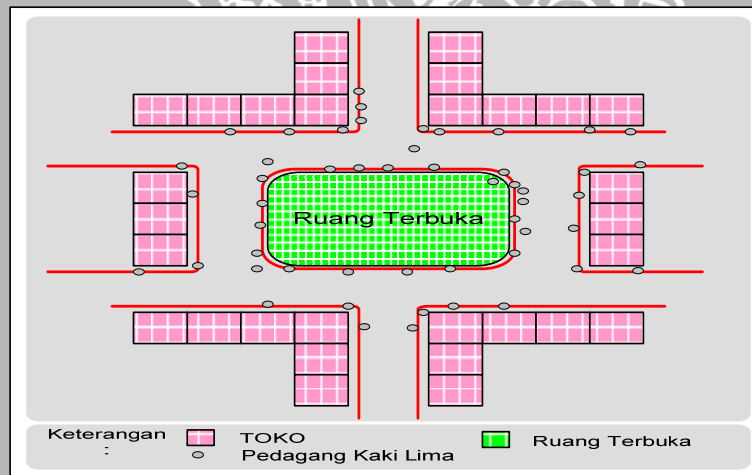 Ruang Terbuka
Keterangan :
TOKO
Pedagang Kaki Lima
Ruang Terbuka